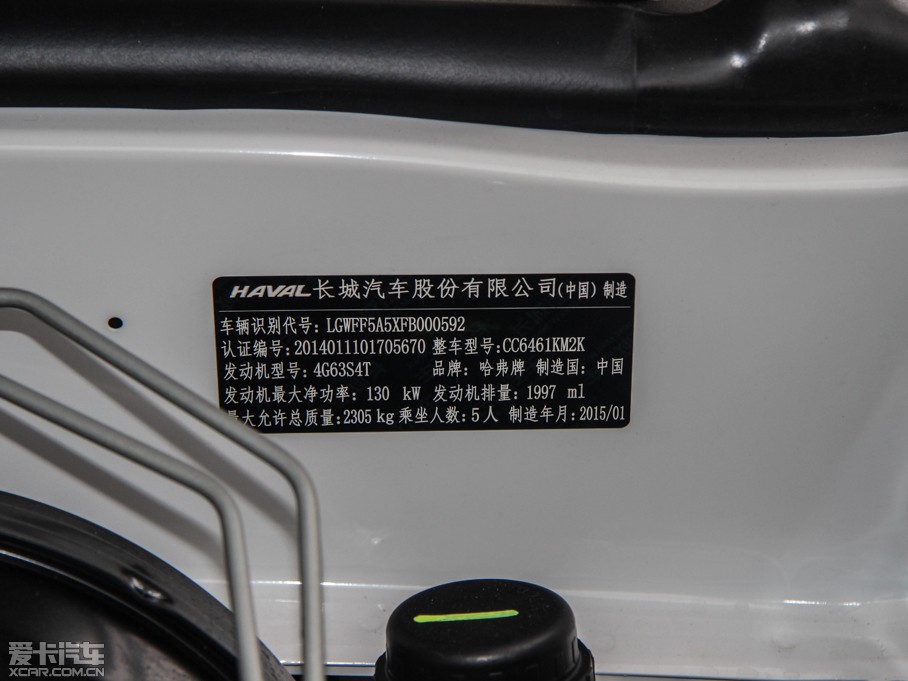 HAVAL长城汽车股份有限公司(中国) 制造
车辆识别代号: LGWFF5A5XFB000592
认证编号:2014011101705670 整车型号:CC6461KM2K
发动机型号:4G63S4T 品牌: 哈弗牌 制造国: 中国
发动机最大净功率: 130 kW 发动机排量: 1997 ml
最大允许总质量:2305 kg 乘坐人数:5人 制造年月:2015/01
爱卡汽车
XCAR.COM.CN